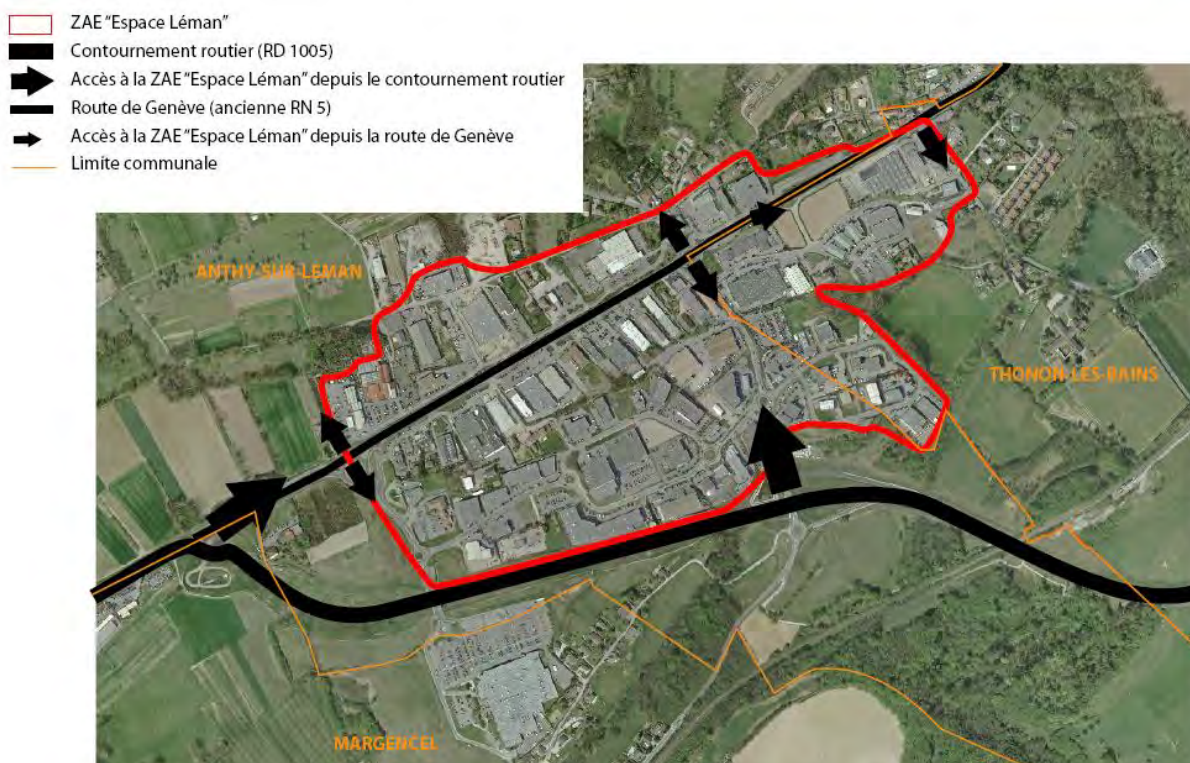 ZAE "Espace Léman"
Contournement routier (RD 1005)
Accès à la ZAE "Espace Léman" depuis le contournement routier
Route de Genève (ancienne RN 5)
Accès à la ZAE "Espace Léman" depuis la route de Genève
Limite communale
ANTHY-SUR-LEMAN
THONON-LES-BAINS
MARGENCEL